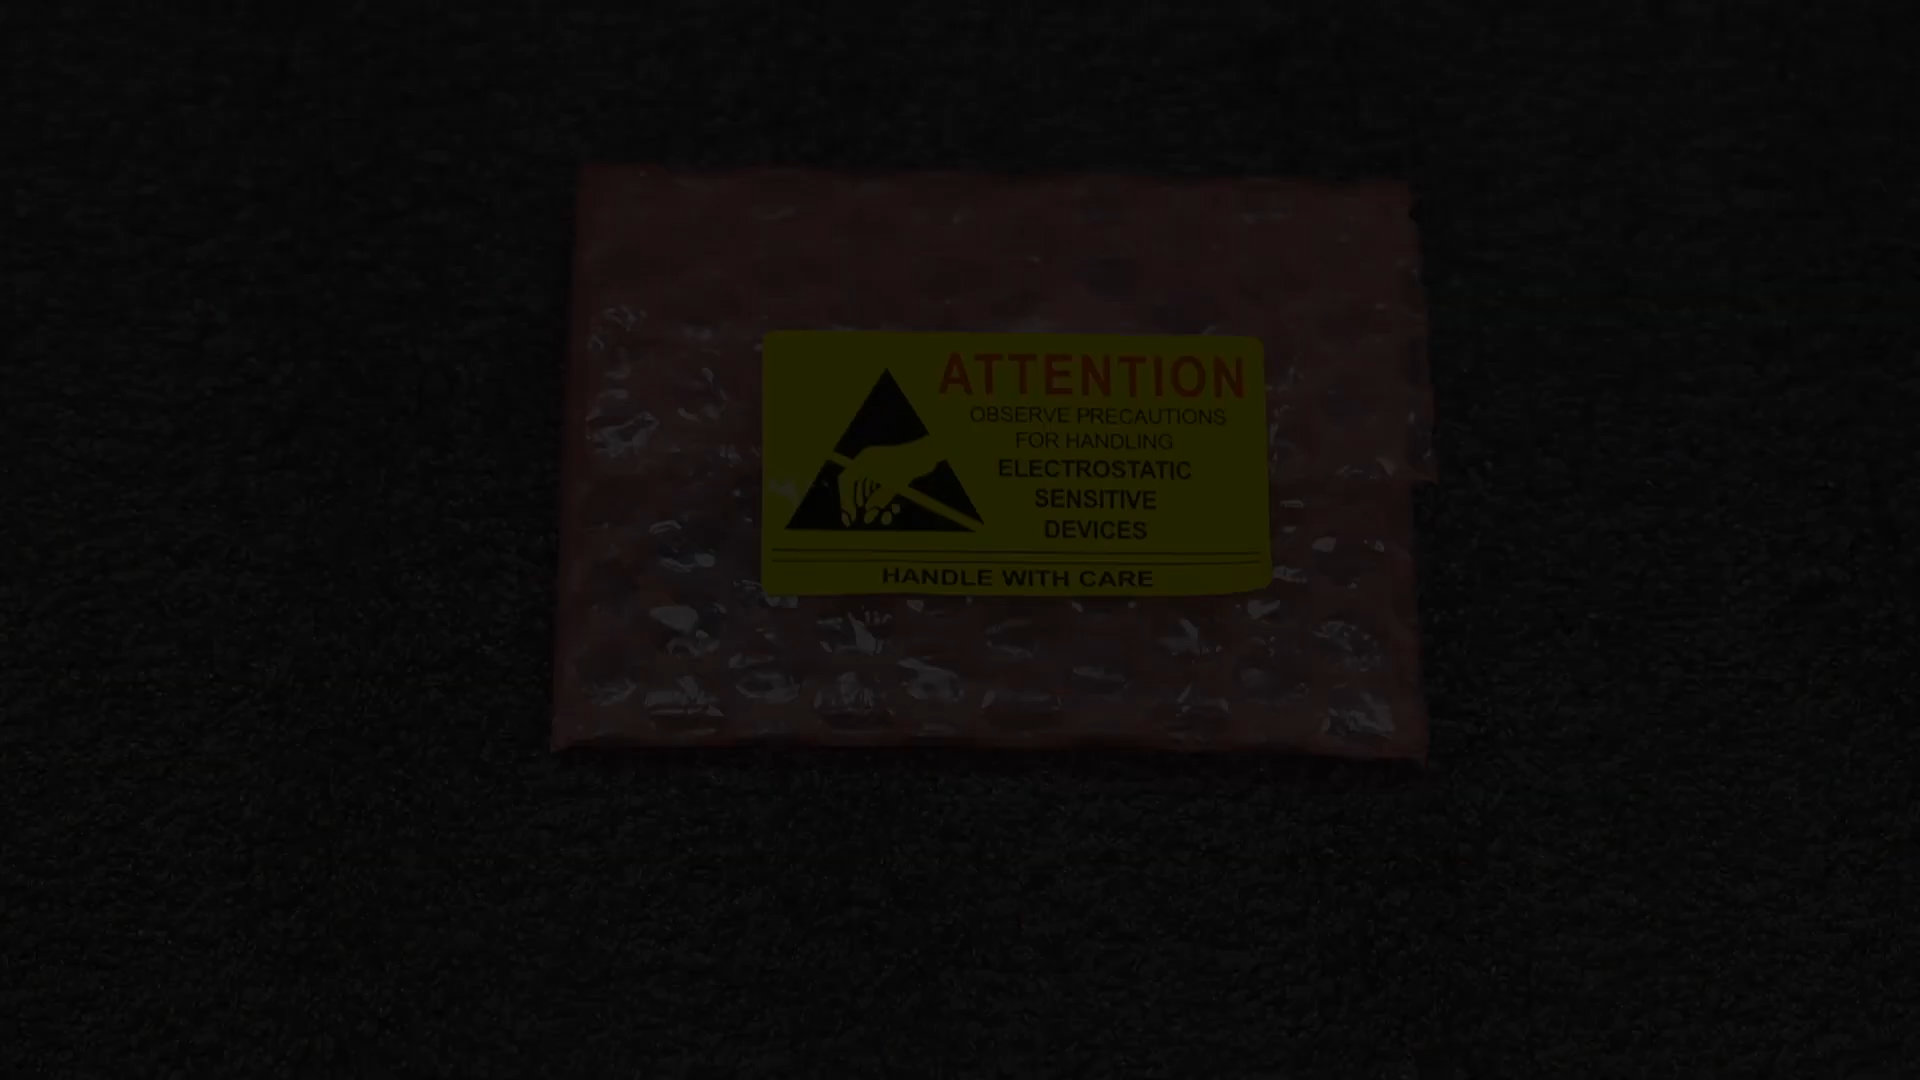 ATTENTION
OBSERVE PRECAUTIONS
FOR HANDLING
ELECTROSTATIC
SENSITIVE
DEVICES
HANDLE WITH CARE